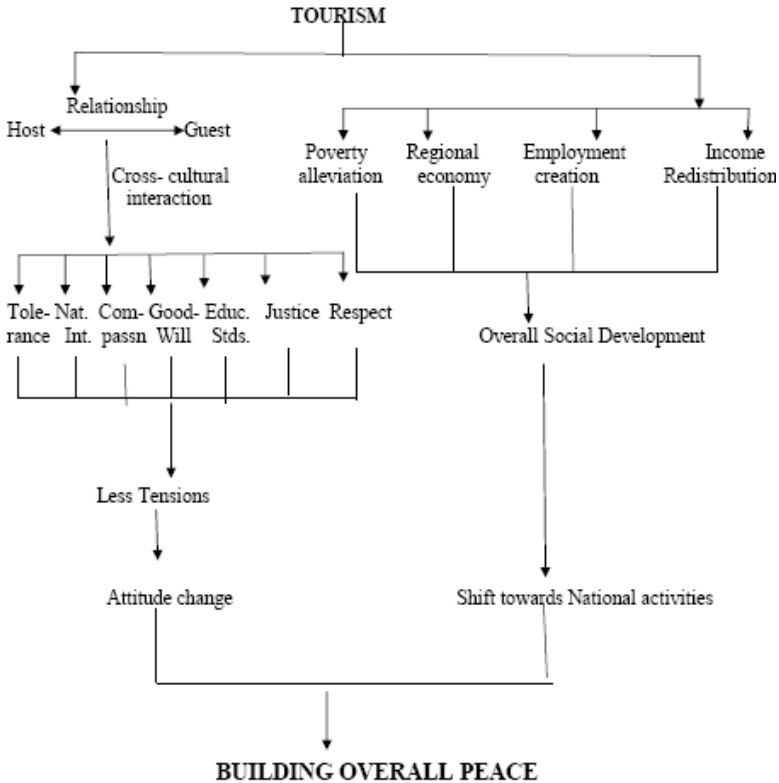 TOURISM
Relationship
Host Guest
Cross- cultural
interaction
Poverty
alleviation
Regional
economy
Employment
creation
Income
Redistribution
Tole-
rance
Nat.
Int.
Com-
passn
Good-
Will
Educ.
Stds.
Justice
Respect
Overall Social Development
Less Tensions
Attitude change
Shift towards National activities
BUILDING OVERALL PEACE